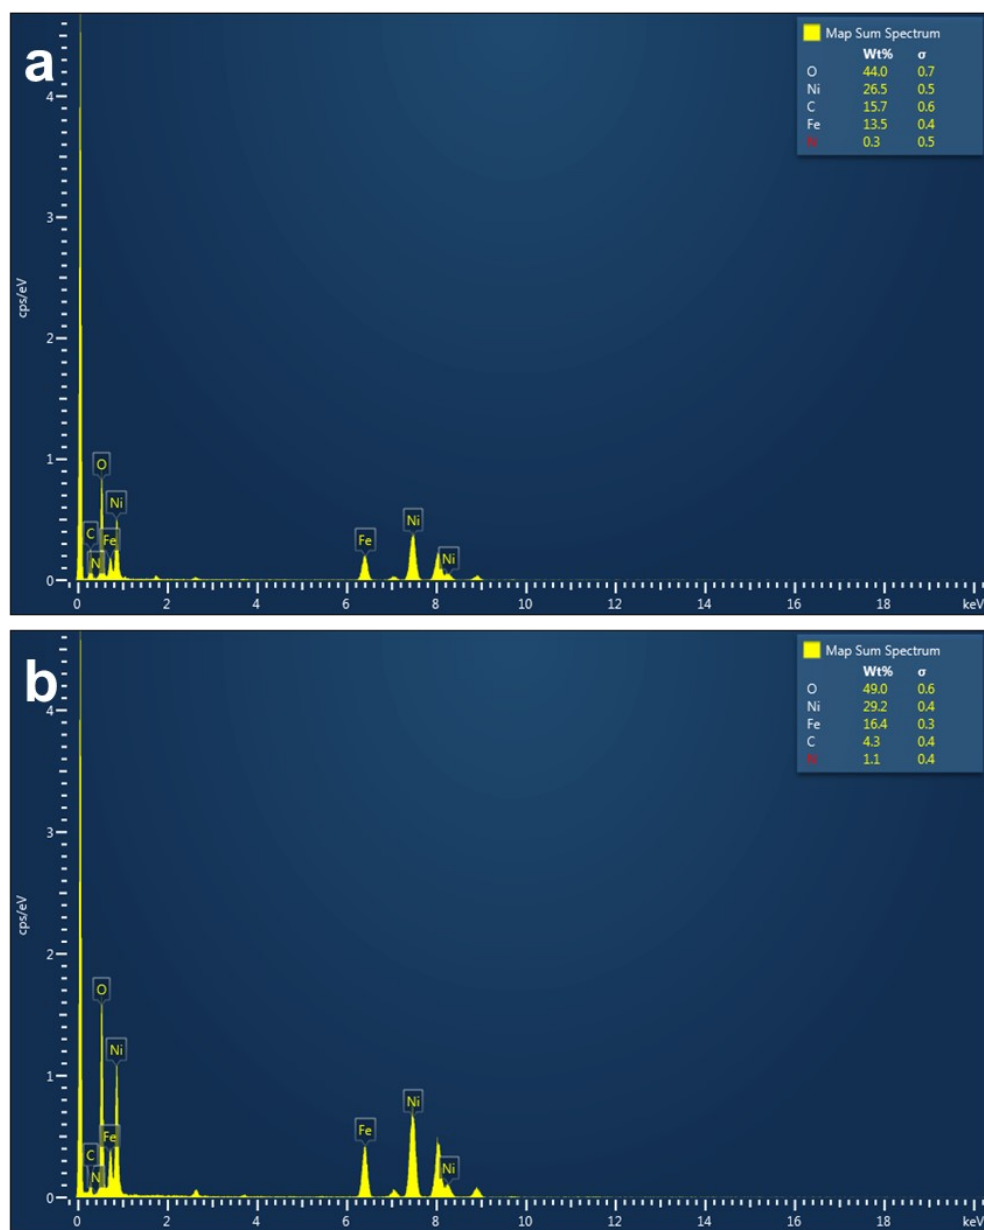 a
Map Sum Spectrum
Wt% σ
O 44.0 0.7
Ni 26.5 0.5
C 15.7 0.6
Fe 13.5 0.4
N 0.3 0.5
4
3
2
1
0
cps/eV
C
N
O
Fe
Ni
Fe
Ni
Ni
0 2 4 6 8 10 12 14 16 18 keV
b
Map Sum Spectrum
Wt% σ
O 49.0 0.6
Ni 29.2 0.4
Fe 16.4 0.3
C 4.3 0.4
N 1.1 0.4
4
3
2
1
0
cps/eV
C
N
O
Fe
Ni
Fe
Ni
Ni
0 2 4 6 8 10 12 14 16 18 keV